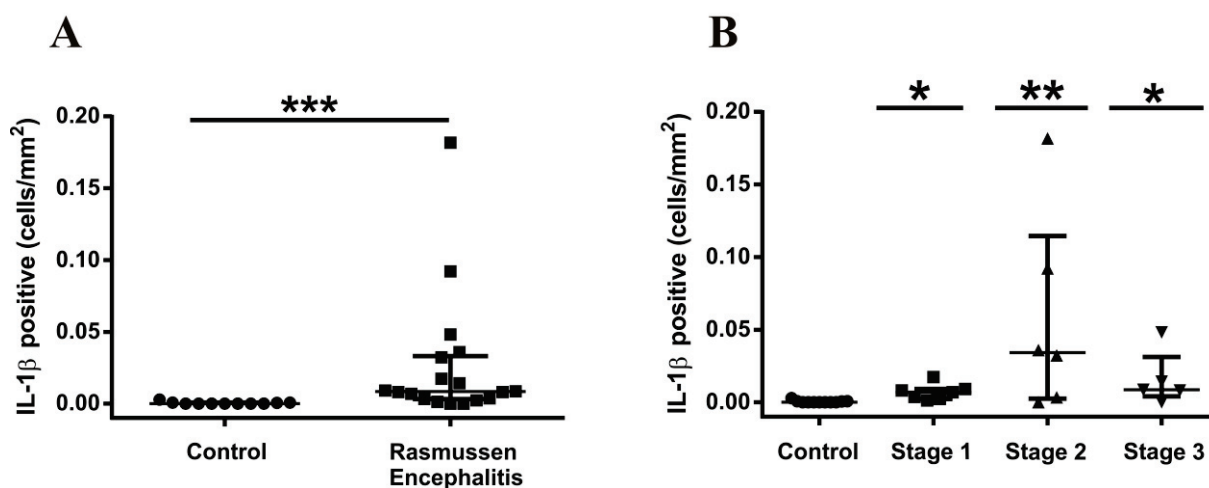 A
IL-1β positive (cells/mm²)
0.20
0.15
0.10
0.05
0.00
***
Control
Rasmussen
Encephalitis
B
IL-1β positive (cells/mm²)
0.20
0.15
0.10
0.05
0.00
* ** *
Control Stage 1 Stage 2 Stage 3